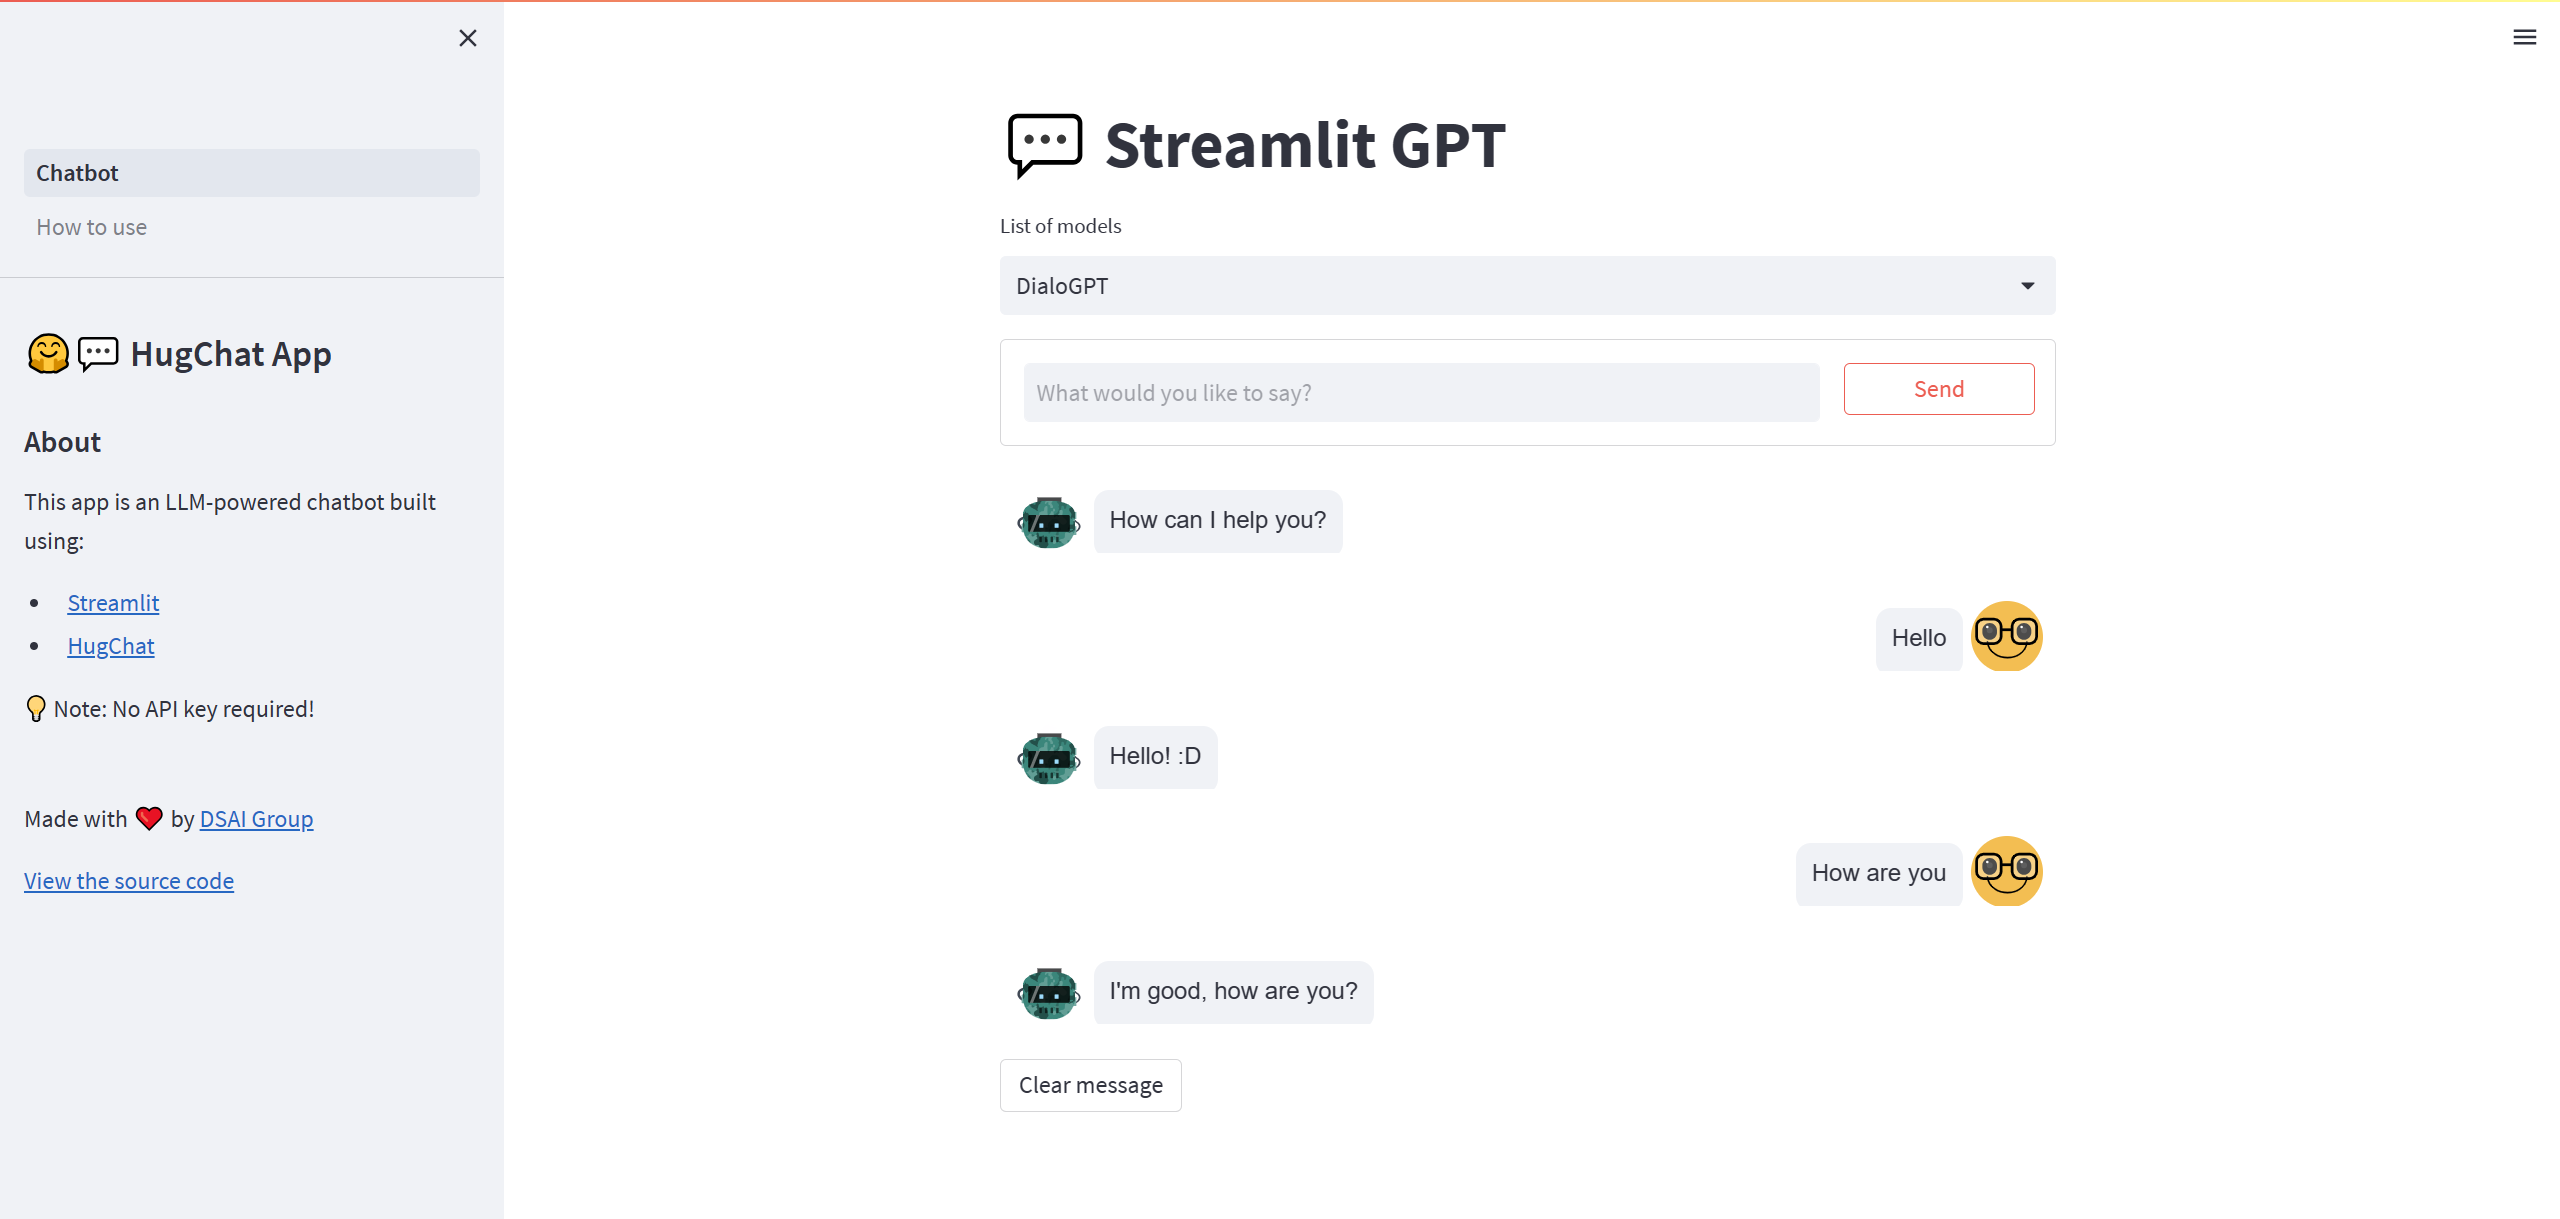 Chatbot
How to use
HugChat App
About
This app is an LLM-powered chatbot built
using:
Streamlit
HugChat
Note: No API key required!
Made with by DSAI Group
View the source code
Streamlit GPT
List of models
DialoGPT
What would you like to say?
Send
How can I help you?
Hello
Hello! :D
How are you
I'm good, how are you?
Clear message